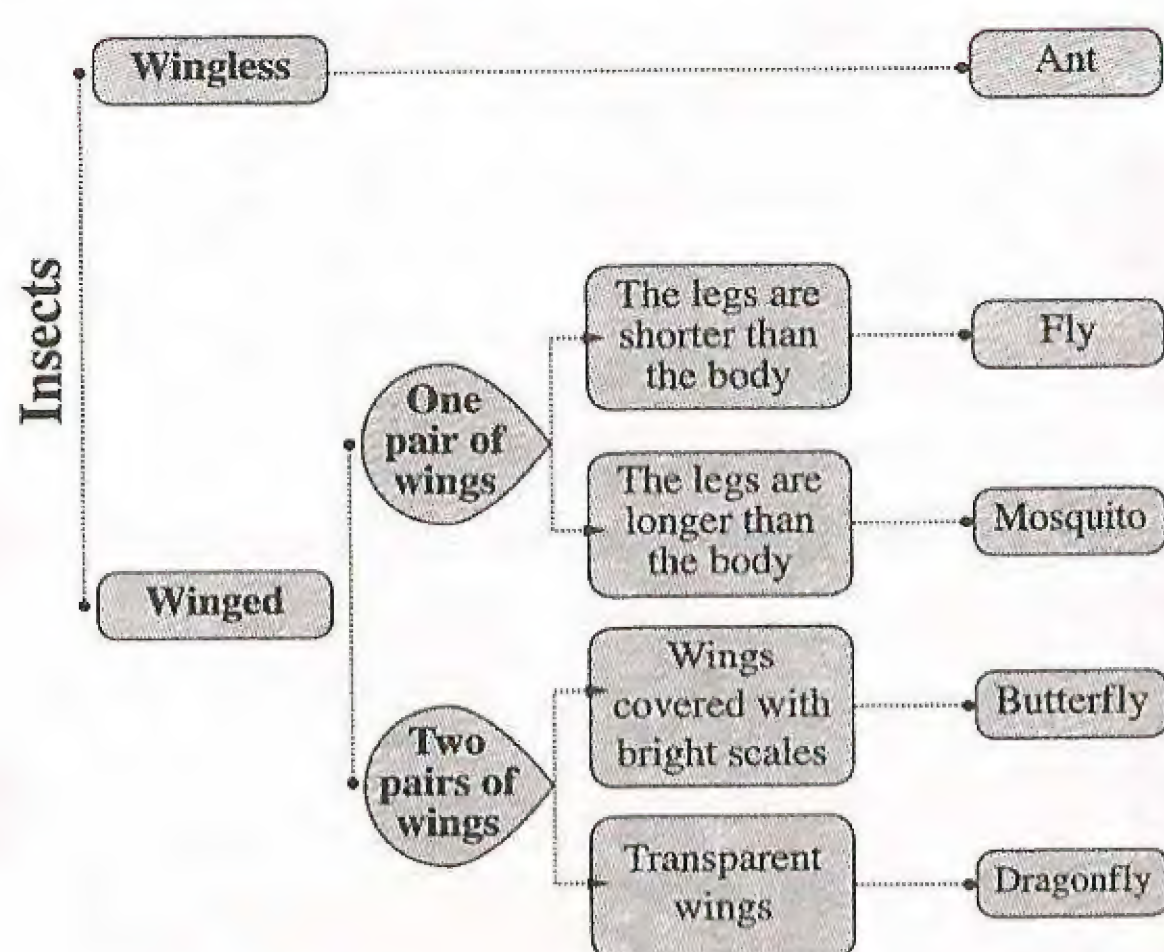 Insects
Wingless
Ant
Winged
One
pair of
wings
The legs are
shorter than
the body
Fly
The legs are
longer than
the body
Mosquito
Two
pairs of
wings
Wings
covered with
bright scales
Butterfly
Transparent
wings
Dragonfly